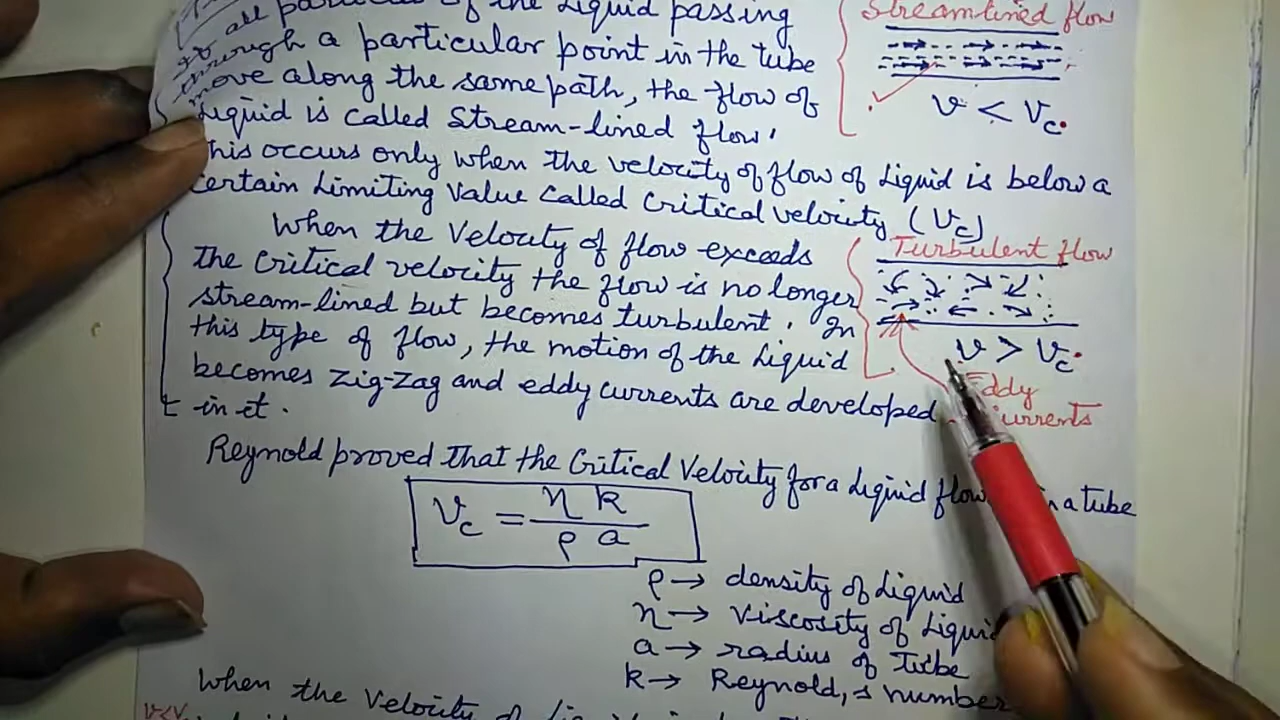 all of the Liquid passing
through a particular point in the tube
move along the same path, the flow of
Liquid is called Stream-lined flow.
This occurs only when the velocity of flow of Liquid is below a
certain Limiting Value Called Critical velocity (Vc)
When the Velocity of flow exceeds
the critical velocity the flow is no longer
stream-lined but becomes turbulent. In
this type of flow, the motion of the Liquid
becomes Zig-Zag and eddy currents are developed
in it.
Streamlined flow
v < Vc.
Turbulent flow
v > Vc.
Eddy
Currents
Reynold proved that the Critical Velocity for a Liquid in a tube
Vc = η k / ρ a
ρ → density of Liquid
η → Viscosity of Liquid
a → radius of Tube
k → Reynold,s number
When the Velocity of
v<V